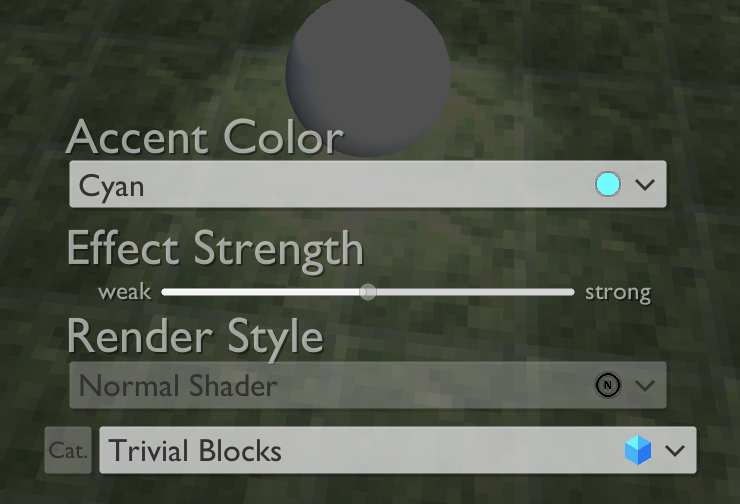 Accent Color
Cyan
Effect Strength
weak strong
Render Style
Normal Shader N
Cat. Trivial Blocks